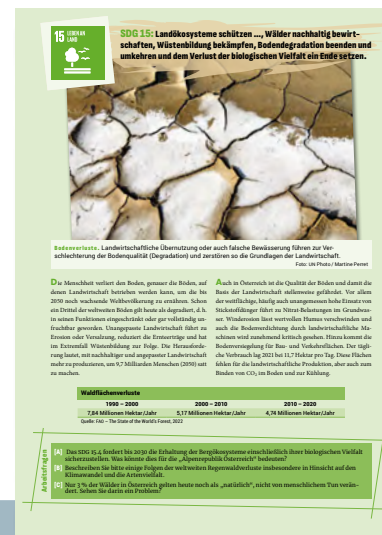 15 LEBEN AN
LAND
SDG 15: Landökosysteme schützen ..., Wälder nachhaltig bewirt-
schaften, Wüstenbildung bekämpfen, Bodendegradation beenden und
umkehren und dem Verlust der biologischen Vielfalt ein Ende setzen.
Bodenverluste. Landwirtschaftliche Übernutzung oder auch falsche Bewässerung führen zur Ver-
schlechterung der Bodenqualität (Degradation) und zerstören so die Grundlagen der Landwirtschaft.
Foto: UN Photo / Martine Perret
Die Menschheit verliert den Boden, genauer die Böden, auf
denen Landwirtschaft betrieben werden kann, um die bis
2050 noch wachsende Weltbevölkerung zu ernähren. Schon
ein Drittel der weltweiten Böden gilt heute als degradiert, d. h.
in seinen Funktionen eingeschränkt oder gar vollständig un-
fruchtbar geworden. Unangepasste Landwirtschaft führt zu
Erosion oder Versalzung, reduziert die Ernteerträge und hat
im Extremfall Wüstenbildung zur Folge. Die Herausforde-
rung lautet, mit nachhaltiger und angepasster Landwirtschaft
mehr zu produzieren, um 9,7 Milliarden Menschen (2050) satt
zu machen.
Auch in Österreich ist die Qualität der Böden und damit die
Basis der Landwirtschaft stellenweise gefährdet. Vor allem
der weitflächige, häufig auch unangemessen hohe Einsatz von
Stickstoffdünger führt zu Nitrat-Belastungen im Grundwas-
ser. Winderosion lässt wertvollen Humus verschwinden und
auch die Bodenverdichtung durch landwirtschaftliche Ma-
schinen wird zunehmend kritisch gesehen. Hinzu kommt die
Bodenversiegelung für Bau- und Verkehrsflächen. Der tägli-
che Verbrauch lag 2021 bei 11,7 Hektar pro Tag. Diese Flächen
fehlen für die landwirtschaftliche Produktion, aber auch zum
Binden von CO₂ im Boden und zur Kühlung.
Waldflächenverluste
1990 – 2000 2000 – 2010 2010 – 2020
7,84 Millionen Hektar/Jahr 5,17 Millionen Hektar/Jahr 4,74 Millionen Hektar/Jahr
Quelle: FAO – The State of the World's Forest, 2022
Arbeitsfragen
[A] Das SDG 15.4 fordert bis 2030 die Erhaltung der Bergökosysteme einschließlich ihrer biologischen Vielfalt
sicherzustellen. Was könnte dies für die „Alpenrepublik Österreich“ bedeuten?
[B] Beschreiben Sie bitte einige Folgen der weltweiten Regenwaldverluste insbesondere in Hinsicht auf den
Klimawandel und die Artenvielfalt.
[C] Nur 3 % der Wälder in Österreich gelten heute noch als „natürlich“, nicht von menschlichem Tun verän-
dert. Sehen Sie darin ein Problem?